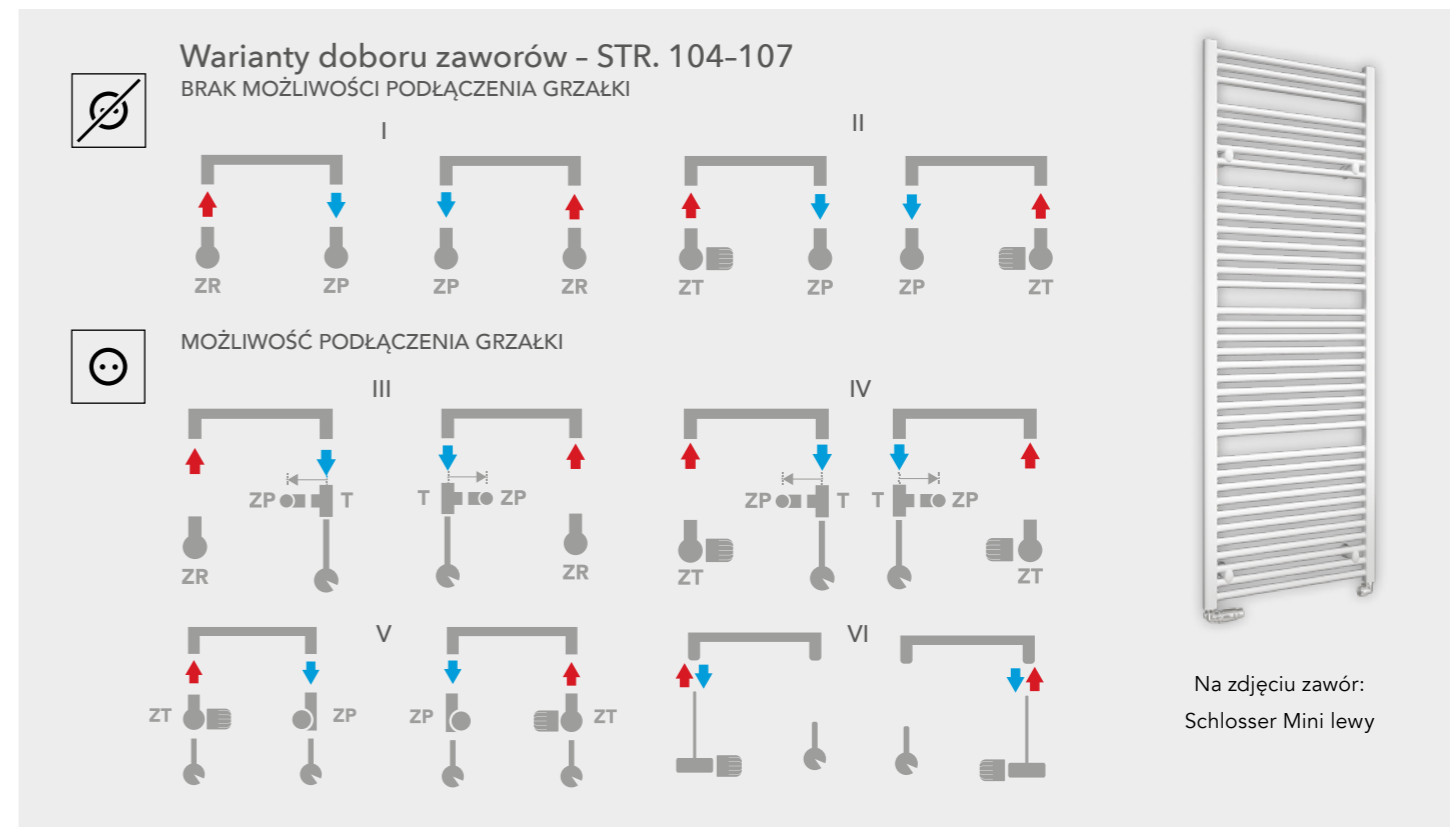 Warianty doboru zaworów – STR. 104–107
BRAK MOŻLIWOŚCI PODŁĄCZENIA GRZAŁKI
I
II
ZR ZP ZP ZR ZT ZP ZP ZT
MOŻLIWOŚĆ PODŁĄCZENIA GRZAŁKI
III
IV
ZP T T ZP ZP T T ZP
ZR ZR ZT ZT
V
VI
ZT ZP ZP ZT
Na zdjęciu zawór:
Schlosser Mini lewy